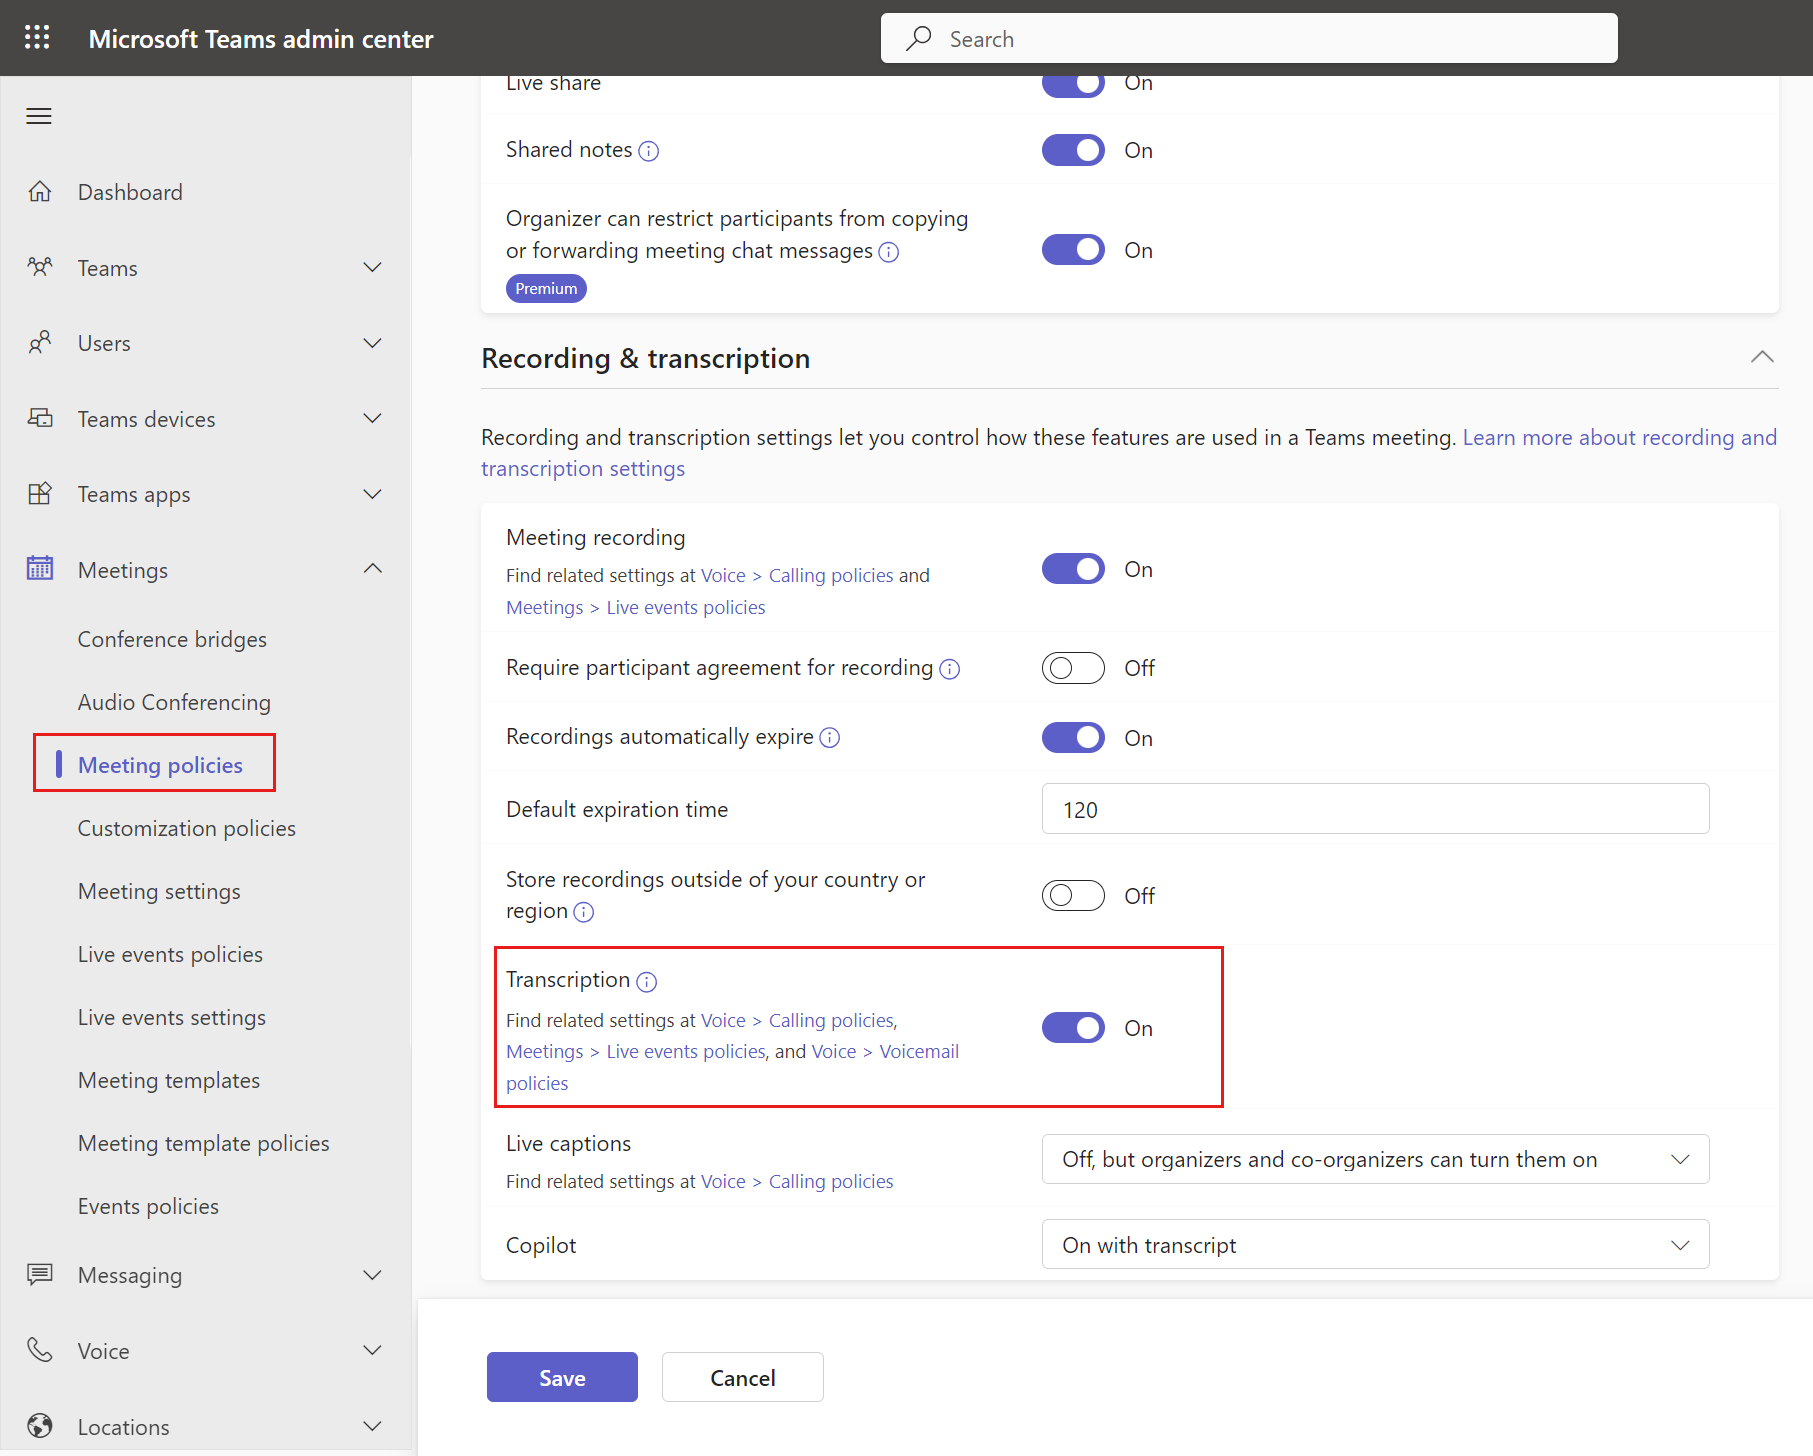 Microsoft Teams admin center
Search
Dashboard
Teams
Users
Teams devices
Teams apps
Meetings
Conference bridges
Audio Conferencing
Meeting policies
Customization policies
Meeting settings
Live events policies
Live events settings
Meeting templates
Meeting template policies
Events policies
Messaging
Voice
Locations
Live share
On
Shared notes
On
Organizer can restrict participants from copying
or forwarding meeting chat messages
On
Premium
Recording & transcription
Recording and transcription settings let you control how these features are used in a Teams meeting. Learn more about recording and
transcription settings
Meeting recording
Find related settings at Voice > Calling policies and
Meetings > Live events policies
On
Require participant agreement for recording
Off
Recordings automatically expire
On
Default expiration time
120
Store recordings outside of your country or
region
Off
Transcription
Find related settings at Voice > Calling policies,
Meetings > Live events policies, and Voice > Voicemail
policies
On
Live captions
Find related settings at Voice > Calling policies
Off, but organizers and co-organizers can turn them on
Copilot
On with transcript
Save
Cancel